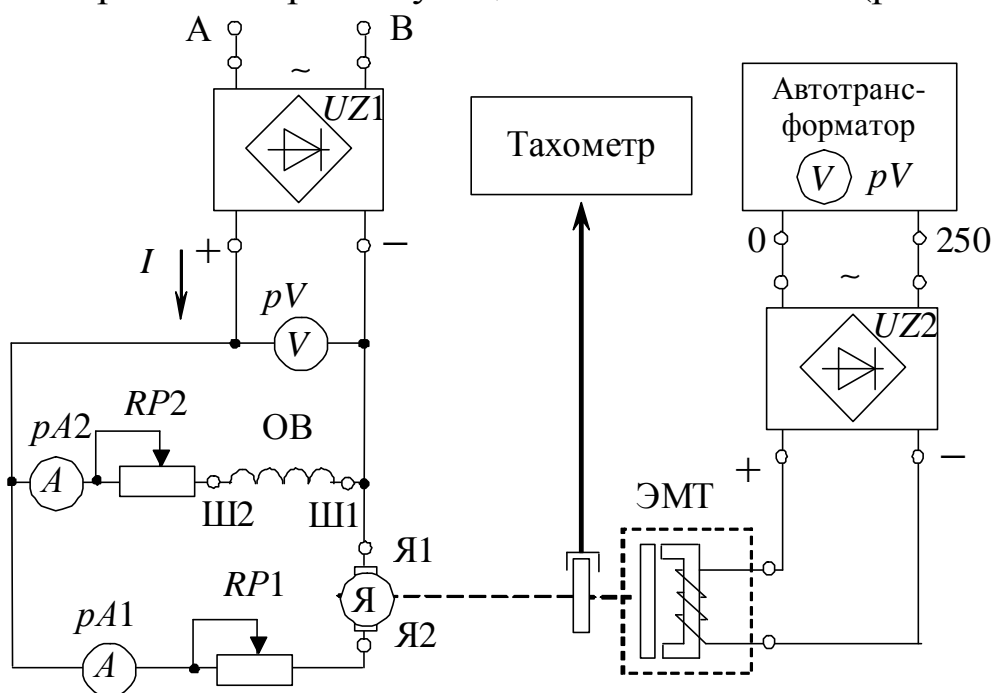 А
В
~
UZ1
+
–
I
pV
V
Тахометр
Автотранс-
форматор
V
pV
0
250
~
UZ2
+
–
RP2
pA2
A
ОВ
Ш2
Ш1
ЭМТ
Я1
Я
Я2
RP1
pA1
A